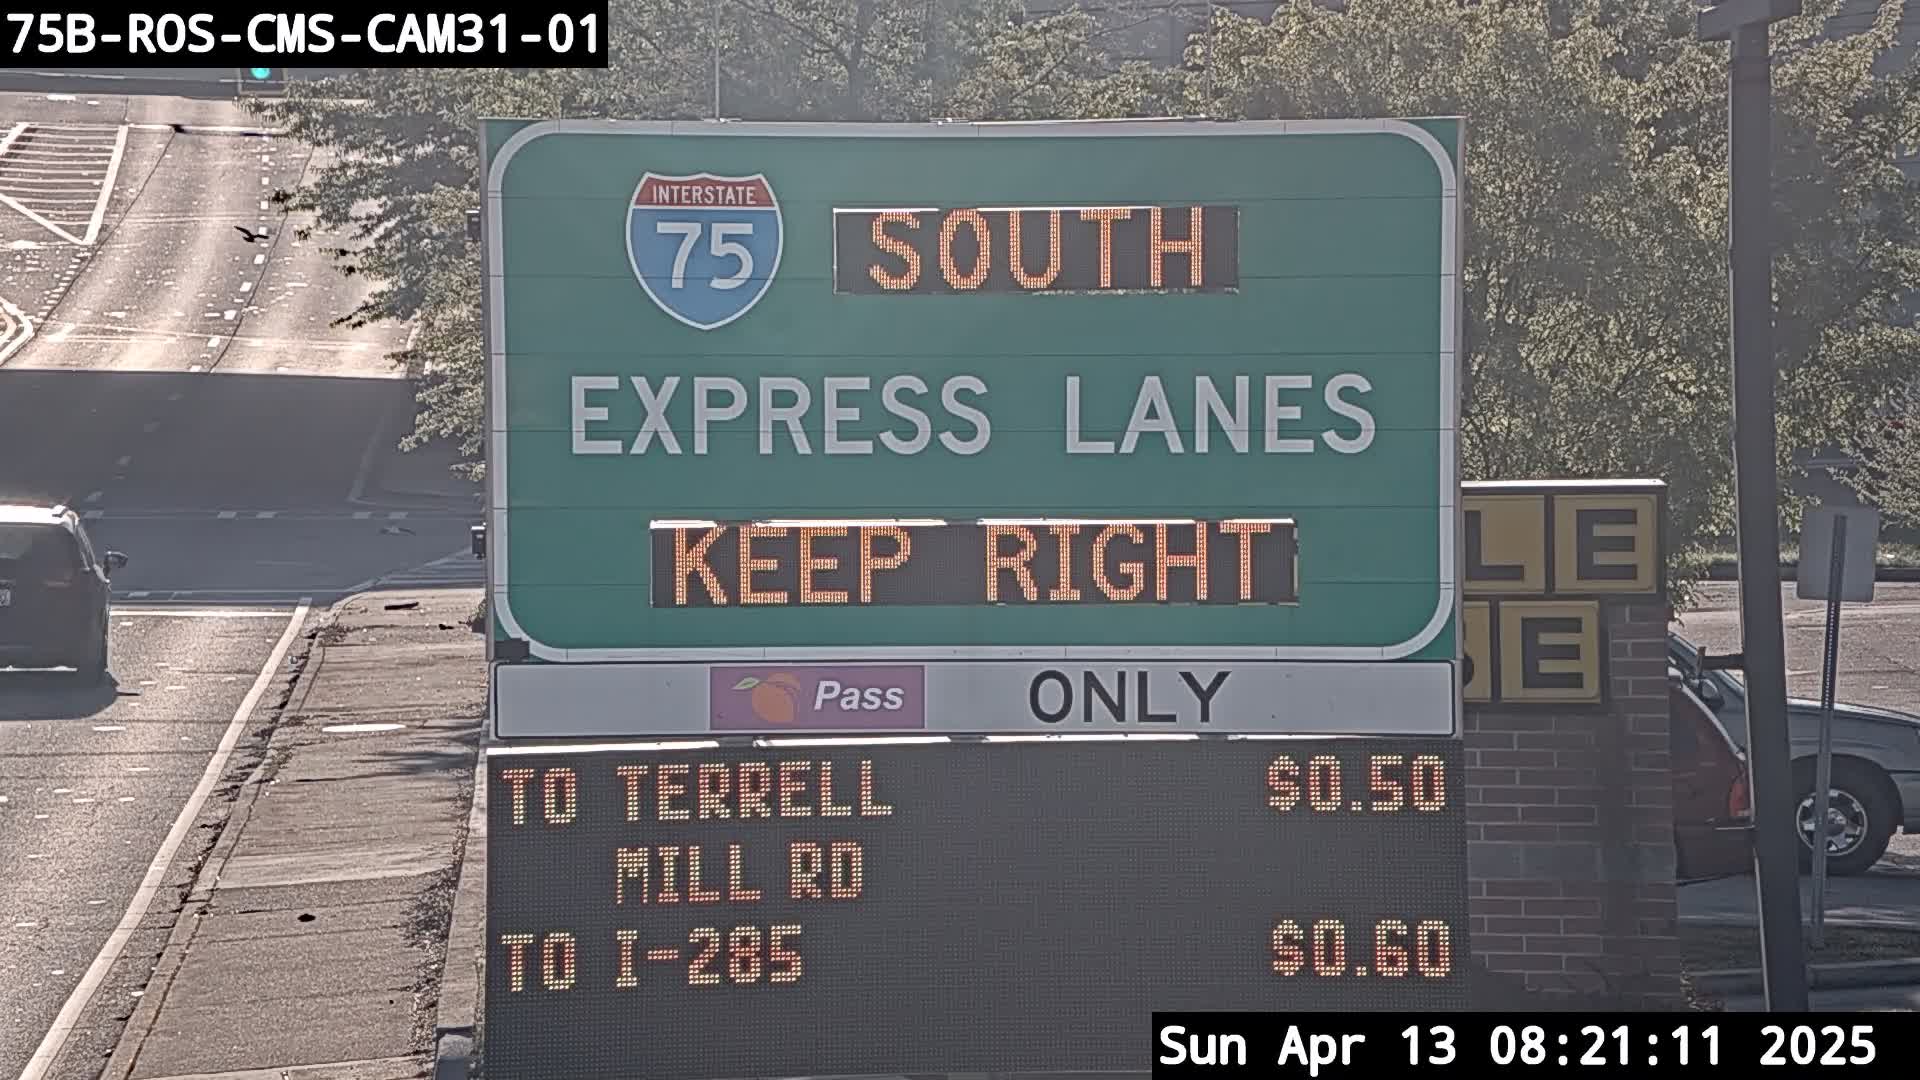 75B-ROS-CMS-CAM31-01
INTERSTATE
75
SOUTH
EXPRESS LANES
KEEP RIGHT
Pass ONLY
TO TERRELL $0.50
MILL RD
TO I-285 $0.60
LE
E
Sun Apr 13 08:21:11 2025